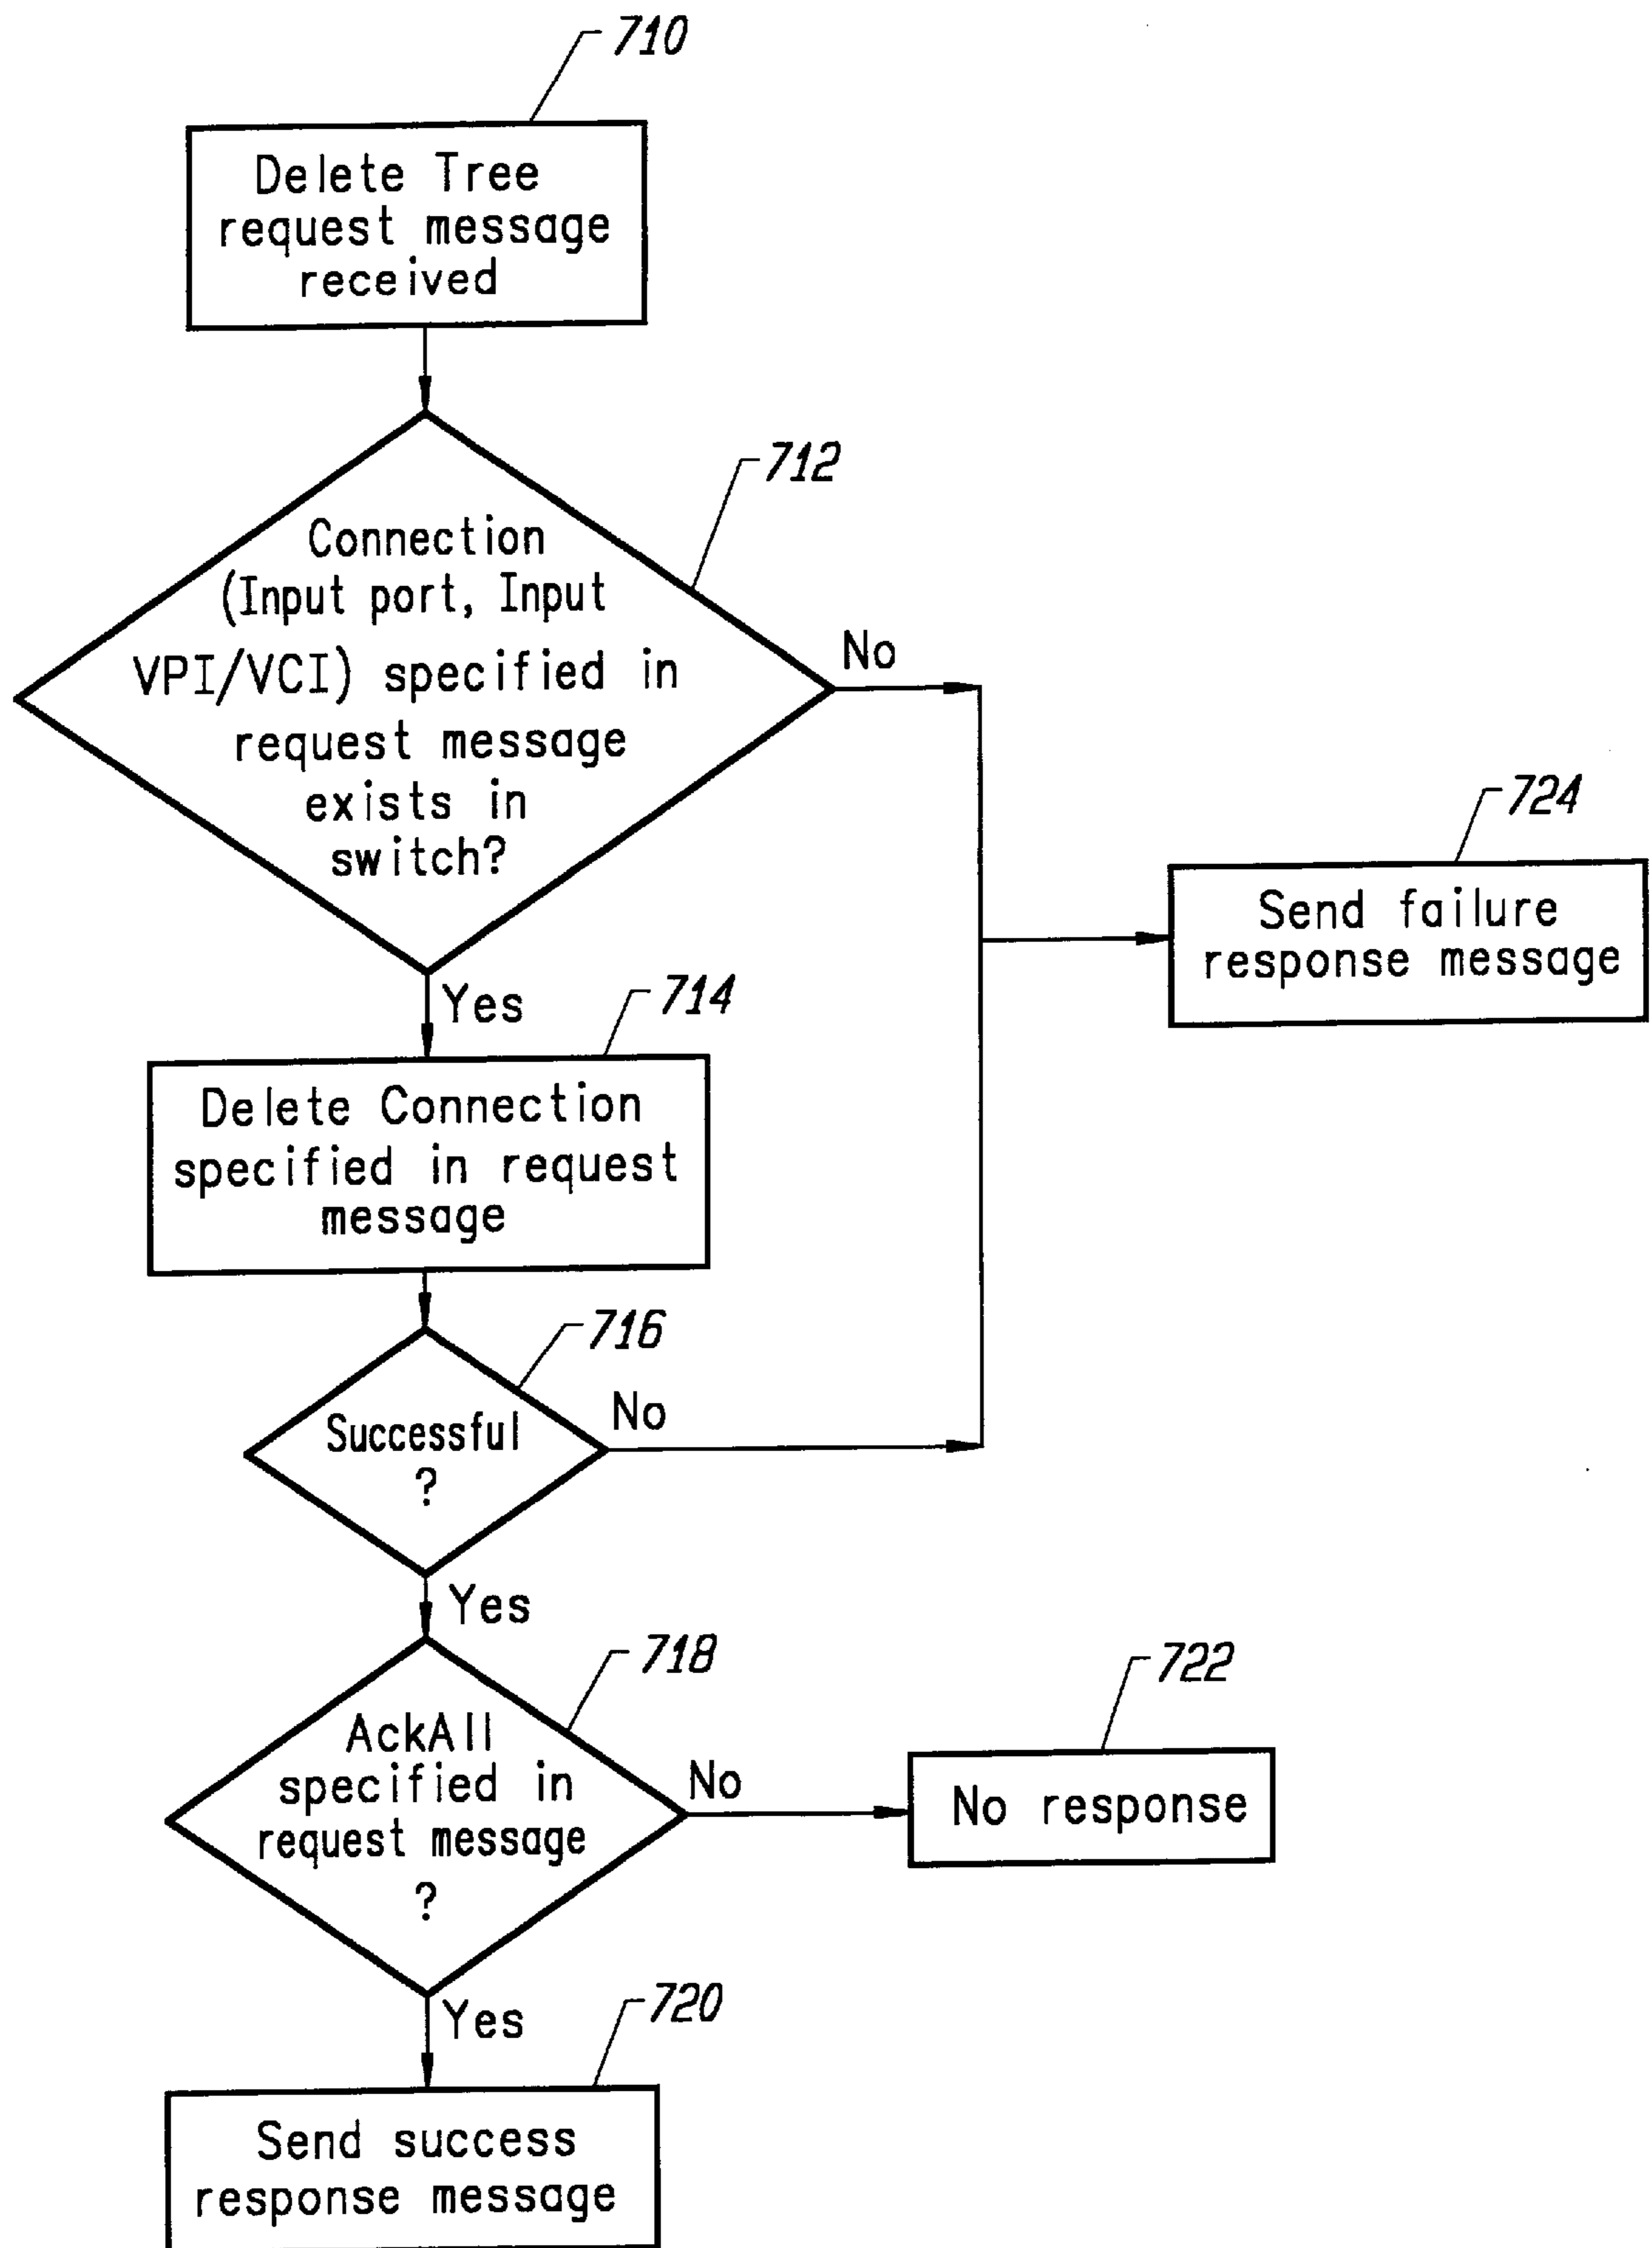 710
Delete Tree
request message
received
712
Connection
(Input port, Input
VPI/VCI) specified in
request message
exists in
switch?
No
724
Send failure
response message
Yes
714
Delete Connection
specified in request
message
716
Successful
?
No
Yes
718
AckAll
specified in
request message
?
No
722
No response
Yes
720
Send success
response message